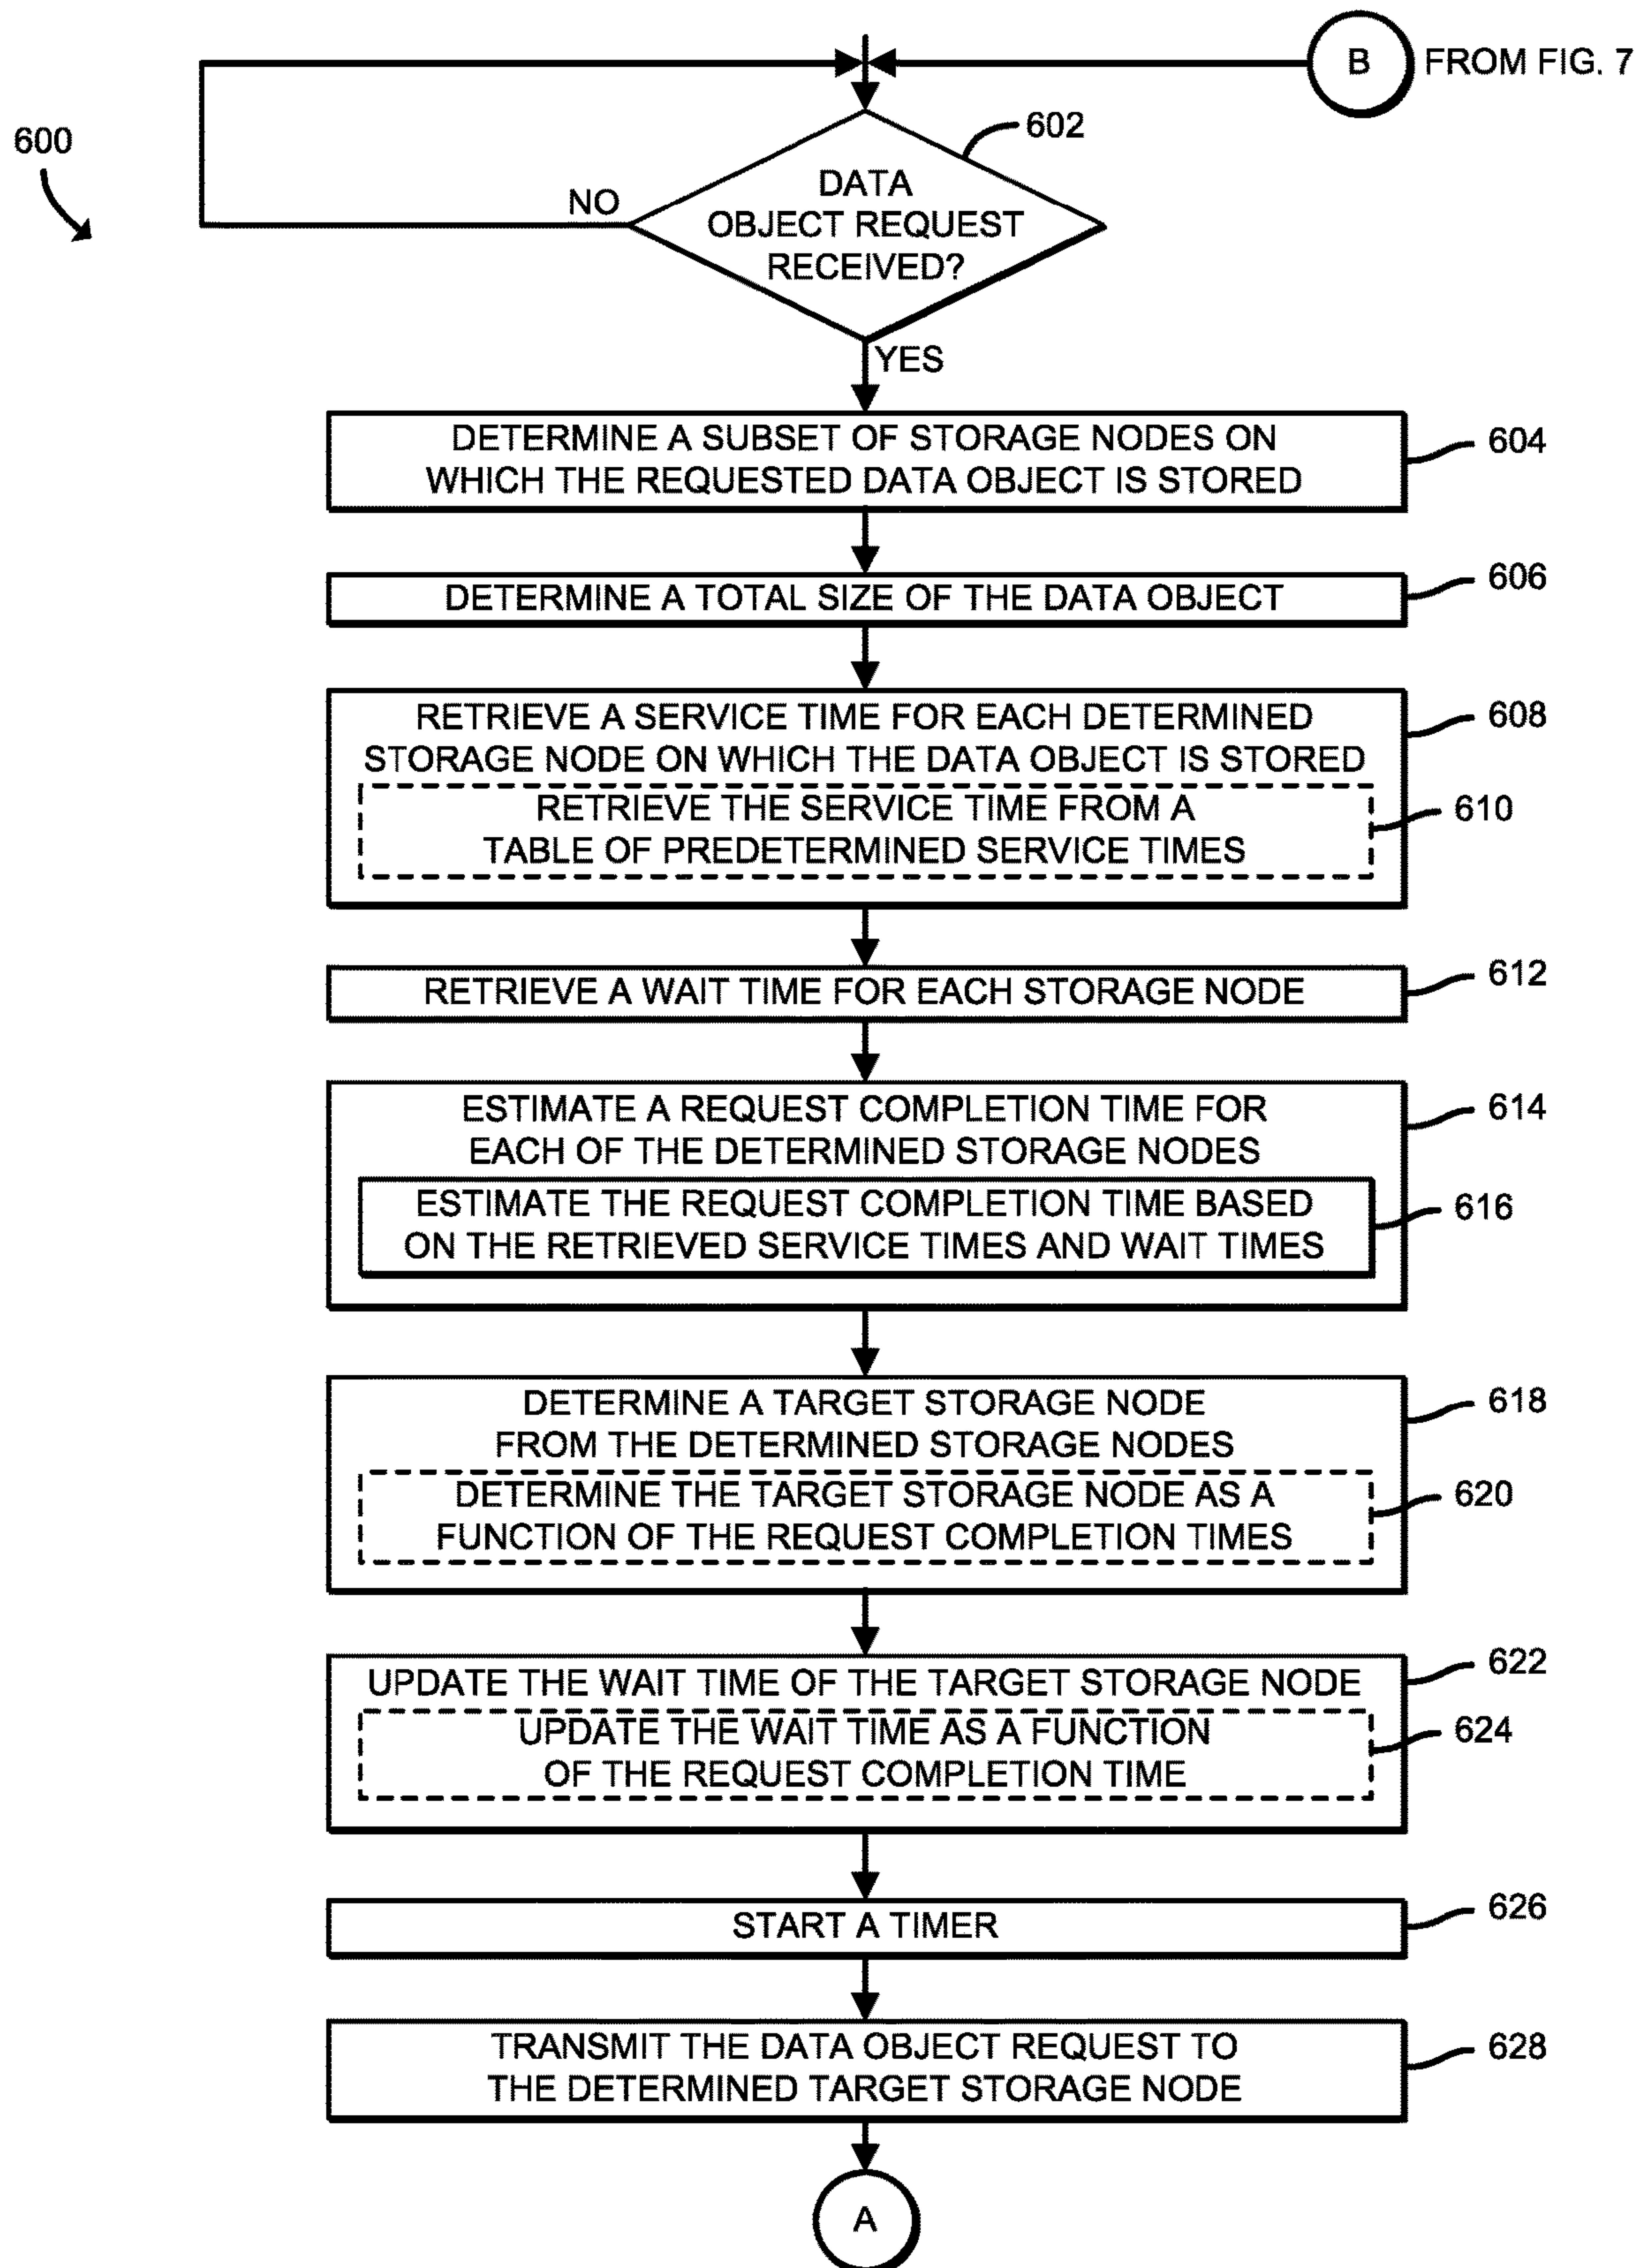 B FROM FIG. 7
600
602
DATA
OBJECT REQUEST
RECEIVED?
NO
YES
DETERMINE A SUBSET OF STORAGE NODES ON
WHICH THE REQUESTED DATA OBJECT IS STORED
604
DETERMINE A TOTAL SIZE OF THE DATA OBJECT
606
RETRIEVE A SERVICE TIME FOR EACH DETERMINED
STORAGE NODE ON WHICH THE DATA OBJECT IS STORED
608
RETRIEVE THE SERVICE TIME FROM A
TABLE OF PREDETERMINED SERVICE TIMES
610
RETRIEVE A WAIT TIME FOR EACH STORAGE NODE
612
ESTIMATE A REQUEST COMPLETION TIME FOR
EACH OF THE DETERMINED STORAGE NODES
614
ESTIMATE THE REQUEST COMPLETION TIME BASED
ON THE RETRIEVED SERVICE TIMES AND WAIT TIMES
616
DETERMINE A TARGET STORAGE NODE
FROM THE DETERMINED STORAGE NODES
618
DETERMINE THE TARGET STORAGE NODE AS A
FUNCTION OF THE REQUEST COMPLETION TIMES
620
UPDATE THE WAIT TIME OF THE TARGET STORAGE NODE
622
UPDATE THE WAIT TIME AS A FUNCTION
OF THE REQUEST COMPLETION TIME
624
START A TIMER
626
TRANSMIT THE DATA OBJECT REQUEST TO
THE DETERMINED TARGET STORAGE NODE
628
A